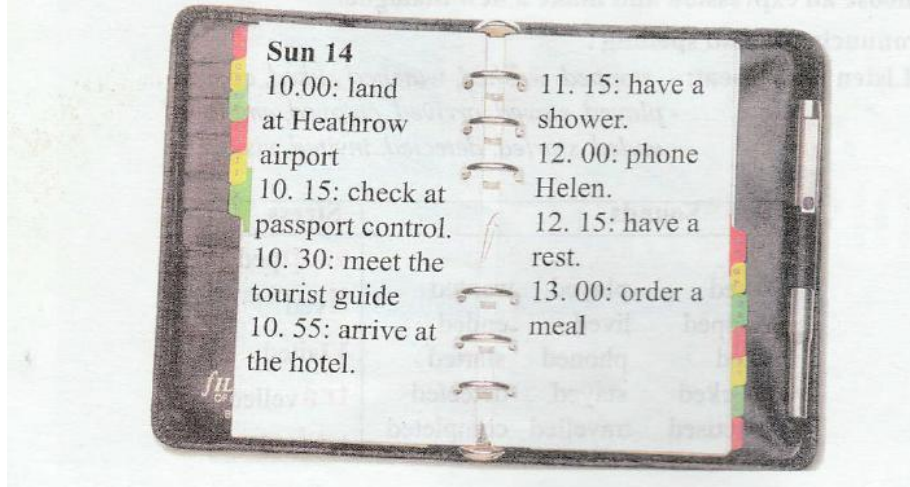 Sun 14
10.00: land
at Heathrow
airport
10. 15: check at
passport control.
10. 30: meet the
tourist guide
10. 55: arrive at
the hotel.
11. 15: have a
shower.
12. 00: phone
Helen.
12. 15: have a
rest.
13. 00: order a
meal